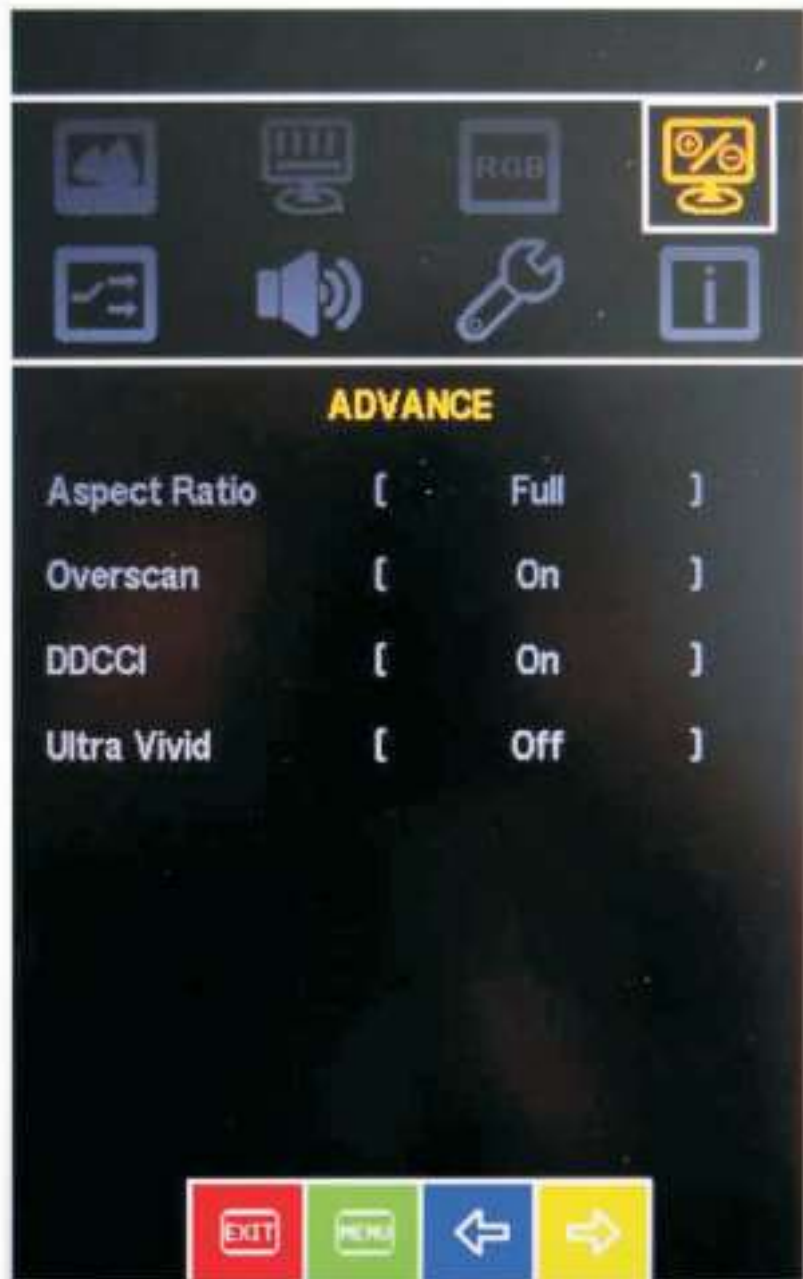 RGB
i
ADVANCE
Aspect Ratio [ Full ]
Overscan [ On ]
DDCCI [ On ]
Ultra Vivid [ Off ]
EXIT MENU